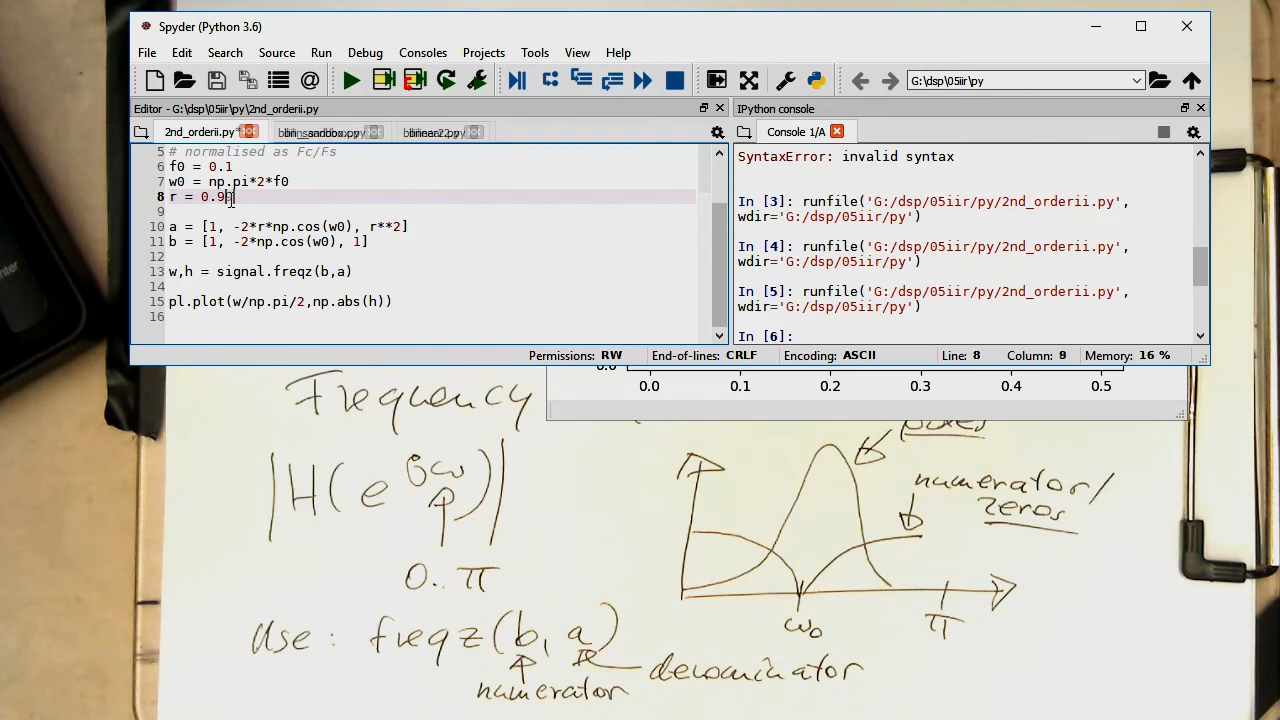 Spyder (Python 3.6)
File Edit Search Source Run Debug Consoles Projects Tools View Help
G:\dsp\05iir\py
Editor - G:\dsp\05iir\py\2nd_orderii.py
IPython console
2nd_orderii.py*
Console 1/A
5 # normalised as Fc/Fs
6 f0 = 0.1
7 w0 = np.pi*2*f0
8 r = 0.99
9
10 a = [1, -2*r*np.cos(w0), r**2]
11 b = [1, -2*np.cos(w0), 1]
12
13 w,h = signal.freqz(b,a)
14
15 pl.plot(w/np.pi/2,np.abs(h))
16
SyntaxError: invalid syntax
In [3]: runfile('G:/dsp/05iir/py/2nd_orderii.py',
wdir='G:/dsp/05iir/py')
In [4]: runfile('G:/dsp/05iir/py/2nd_orderii.py',
wdir='G:/dsp/05iir/py')
In [5]: runfile('G:/dsp/05iir/py/2nd_orderii.py',
wdir='G:/dsp/05iir/py')
In [6]:
Permissions: RW End-of-lines: CRLF Encoding: ASCII Line: 8 Column: 9 Memory: 16 %
0.0 0.1 0.2 0.3 0.4 0.5
Frequency
poles
|H(e^jω)|
numerator/
zeros
0.. π
ω0
π
Use: freqz(b, a)
denominator
numerator